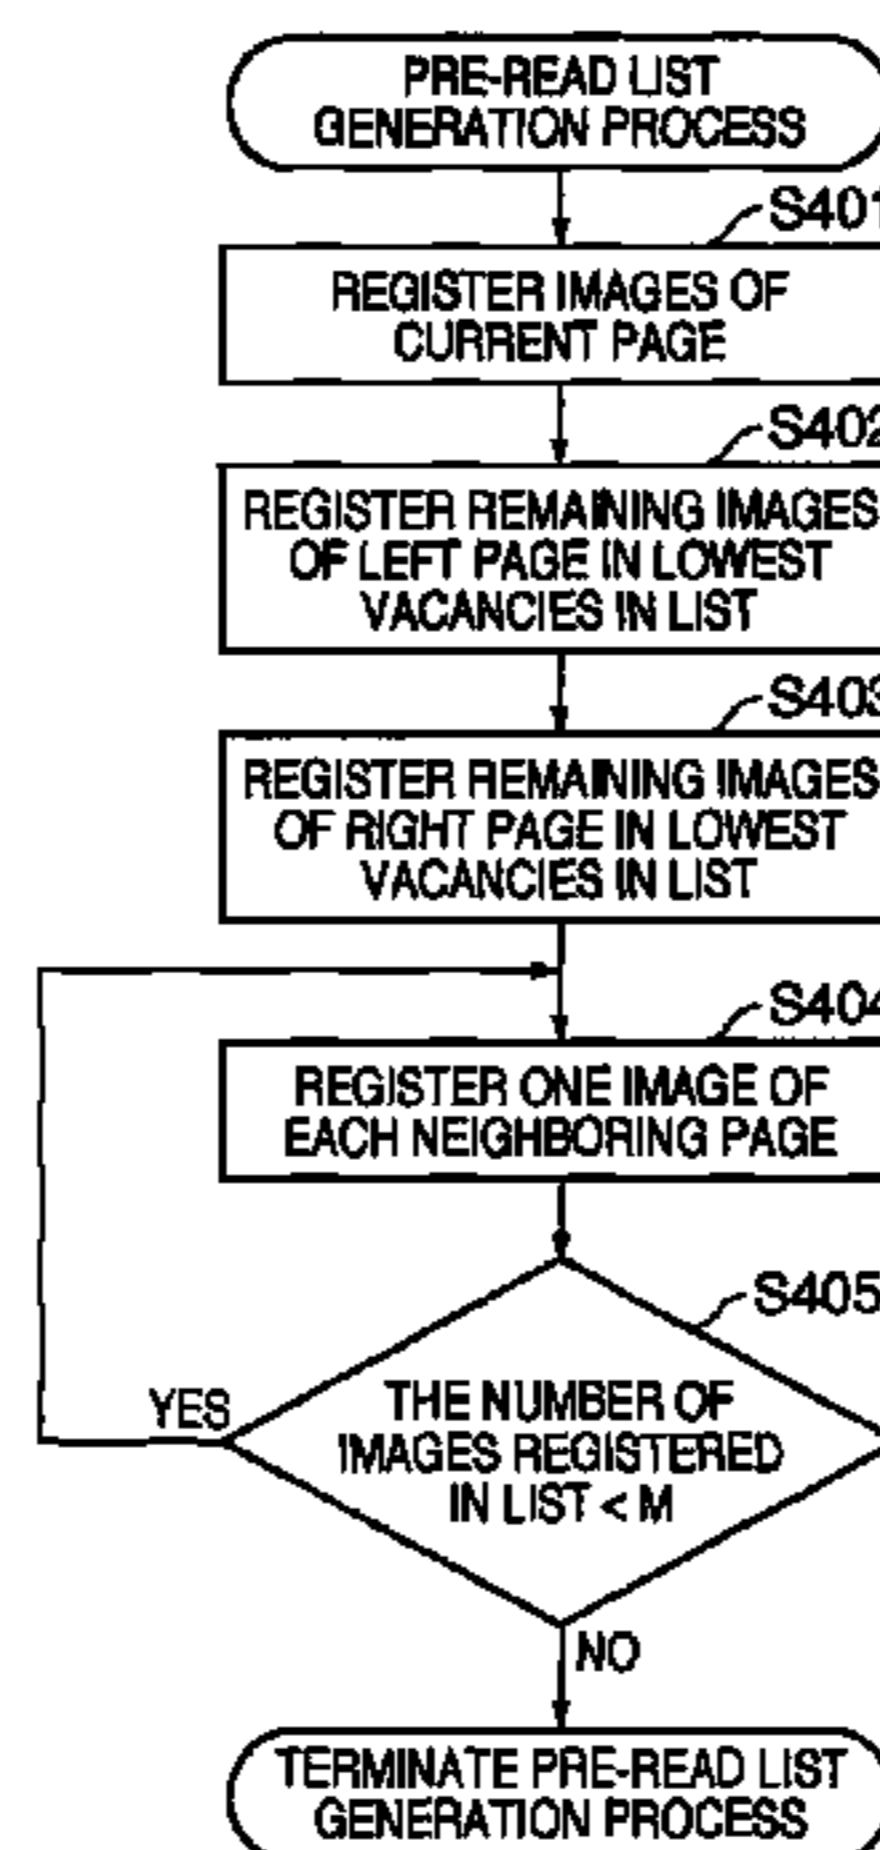 PRE-READ LIST
GENERATION PROCESS
S401
REGISTER IMAGES OF
CURRENT PAGE
S402
REGISTER REMAINING IMAGES
OF LEFT PAGE IN LOWEST
VACANCIES IN LIST
S403
REGISTER REMAINING IMAGES
OF RIGHT PAGE IN LOWEST
VACANCIES IN LIST
S404
REGISTER ONE IMAGE OF
EACH NEIGHBORING PAGE
S405
YES
THE NUMBER OF
IMAGES REGISTERED
IN LIST < M
NO
TERMINATE PRE-READ LIST
GENERATION PROCESS